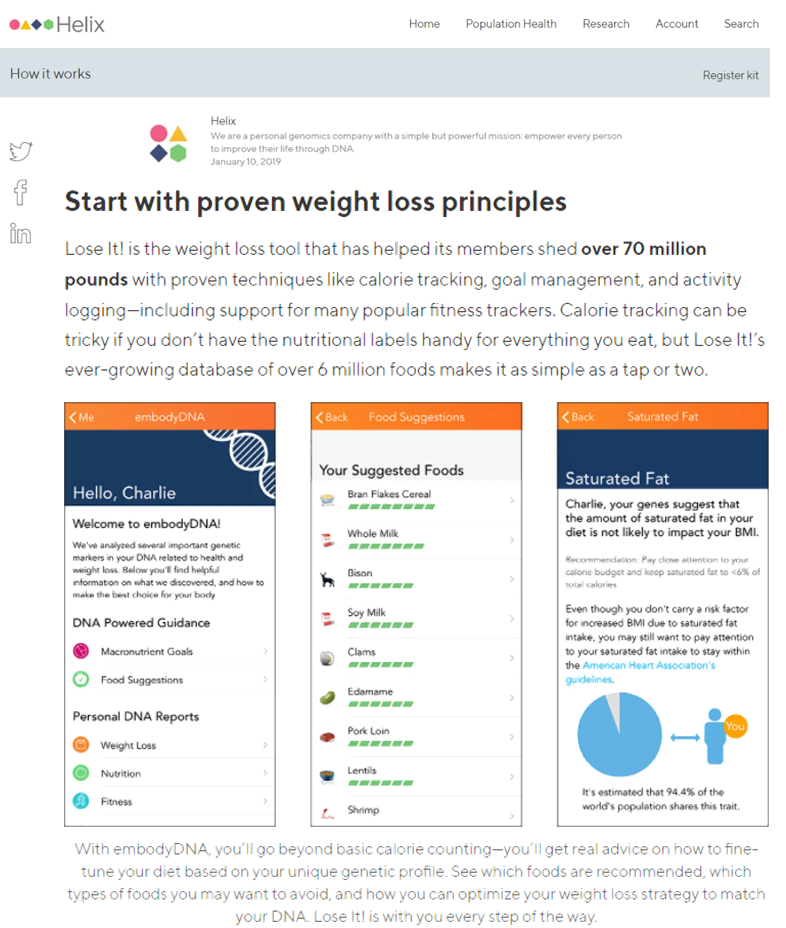 Helix
Home Population Health Research Account Search
How it works
Register kit
Helix
We are a personal genomics company with a simple but powerful mission: empower every person
to improve their life through DNA.
January 10, 2019
Start with proven weight loss principles
Lose It! is the weight loss tool that has helped its members shed over 70 million
pounds with proven techniques like calorie tracking, goal management, and activity
logging—including support for many popular fitness trackers. Calorie tracking can be
tricky if you don't have the nutritional labels handy for everything you eat, but Lose It!'s
ever-growing database of over 6 million foods makes it as simple as a tap or two.
Me embodyDNA
Hello, Charlie
Welcome to embodyDNA!
We've analyzed several important genetic
markers in your DNA related to health and
weight loss. Below you'll find helpful
information on what we discovered, and how to
make the best choice for your body
DNA Powered Guidance
Macronutrient Goals
Food Suggestions
Personal DNA Reports
Weight Loss
Nutrition
Fitness
Back Food Suggestions
Your Suggested Foods
Bran Flakes Cereal
Whole Milk
Bison
Soy Milk
Clams
Edamame
Pork Loin
Lentils
Shrimp
Back Saturated Fat
Saturated Fat
Charlie, your genes suggest that
the amount of saturated fat in your
diet is not likely to impact your BMI.
Recommendation: Pay close attention to your
calorie budget and keep saturated fat to <6% of
total calories
Even though you don't carry a risk factor
for increased BMI due to saturated fat
intake, you may still want to pay attention
to your saturated fat intake to stay within
the American Heart Association's
guidelines.
You
It's estimated that 94.4% of the
world's population shares this trait.
With embodyDNA, you'll go beyond basic calorie counting—you'll get real advice on how to fine-
tune your diet based on your unique genetic profile. See which foods are recommended, which
types of foods you may want to avoid, and how you can optimize your weight loss strategy to match
your DNA. Lose It! is with you every step of the way.